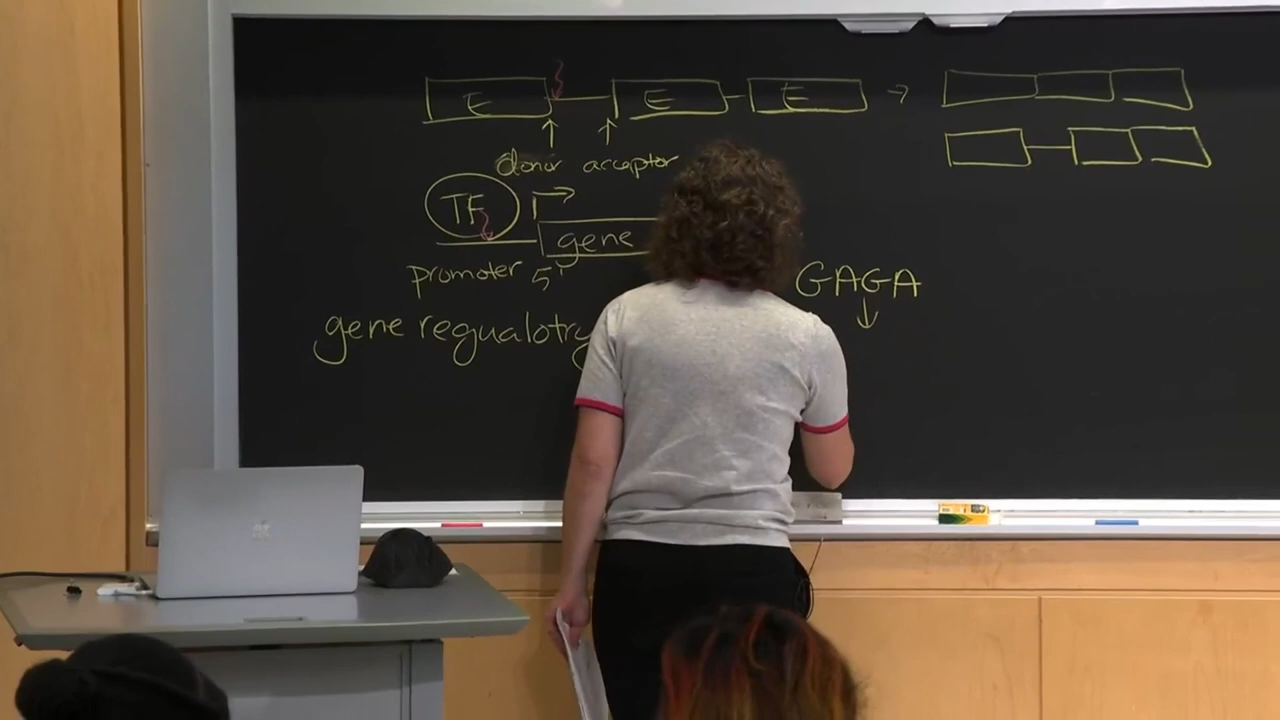 E E E →
donor acceptor
TF
gene
promoter 5'
GAGA
gene regualotry